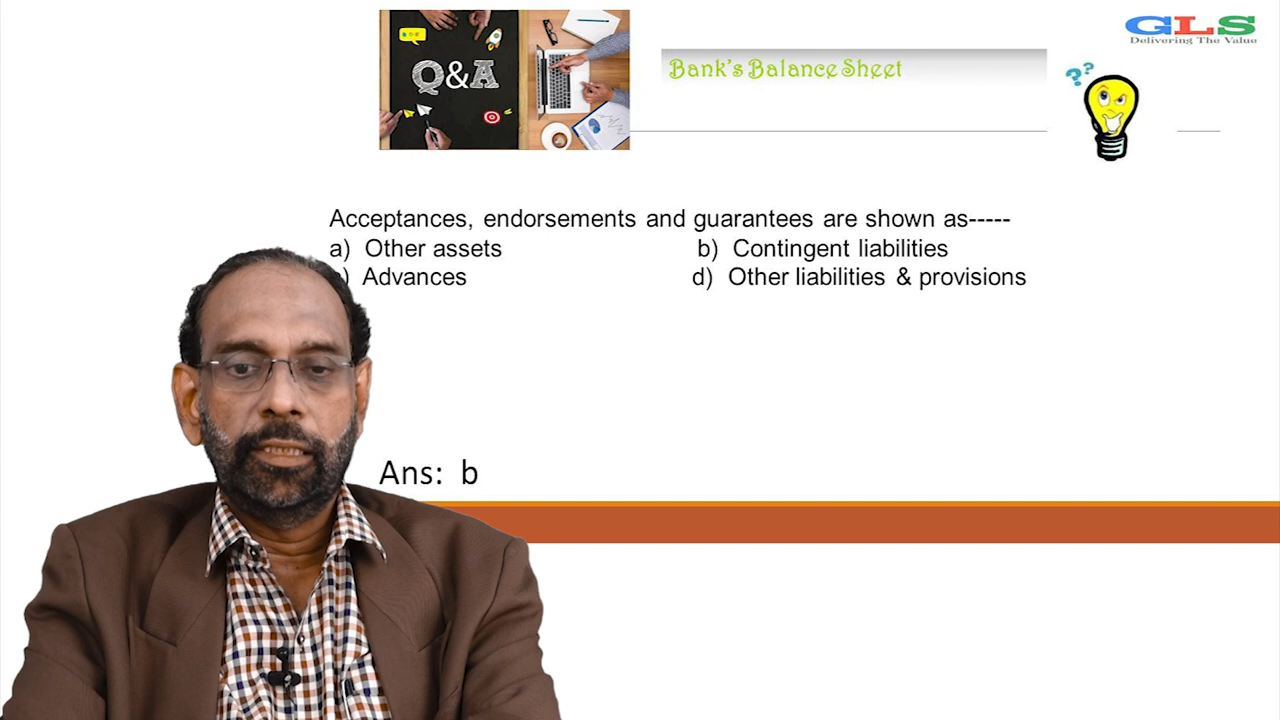 Q&A
Bank's Balance Sheet
GLS
Delivering The Value
??
Acceptances, endorsements and guarantees are shown as-----
a) Other assets b) Contingent liabilities
) Advances d) Other liabilities & provisions
Ans: b